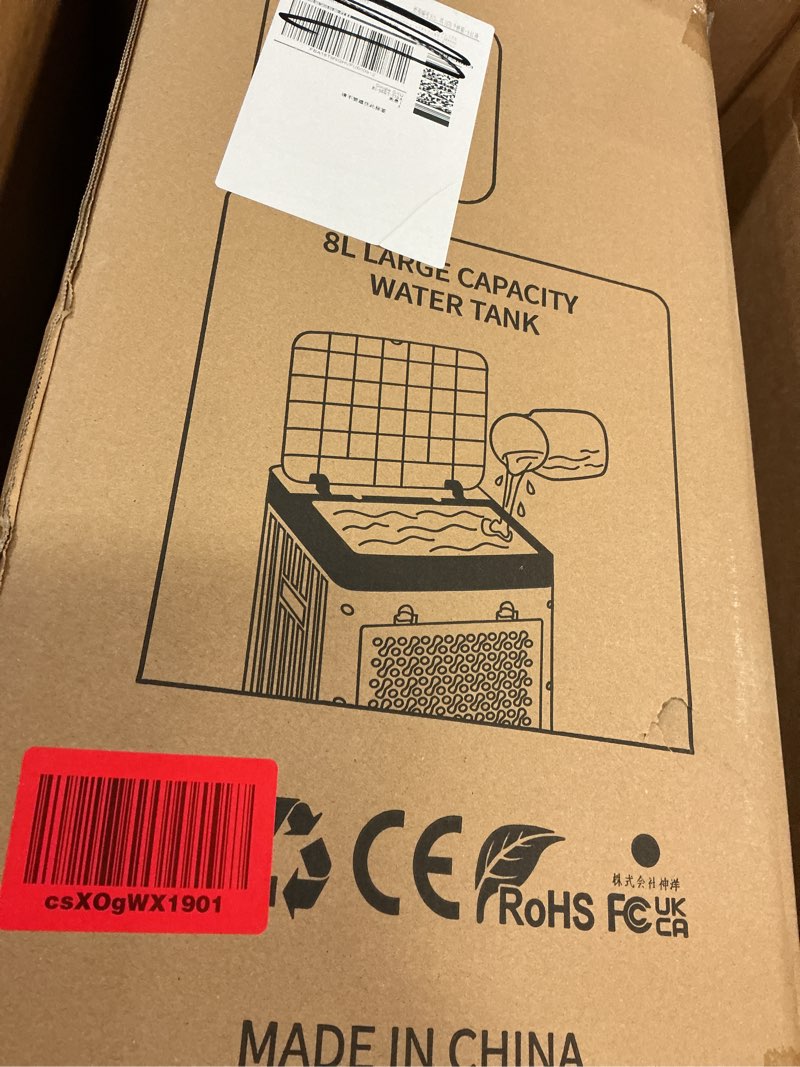 8L LARGE CAPACITY
WATER TANK
csXOgWX1901
CE
RoHS
株式会社伸洋
FC
UK
CA
MADE IN CHINA